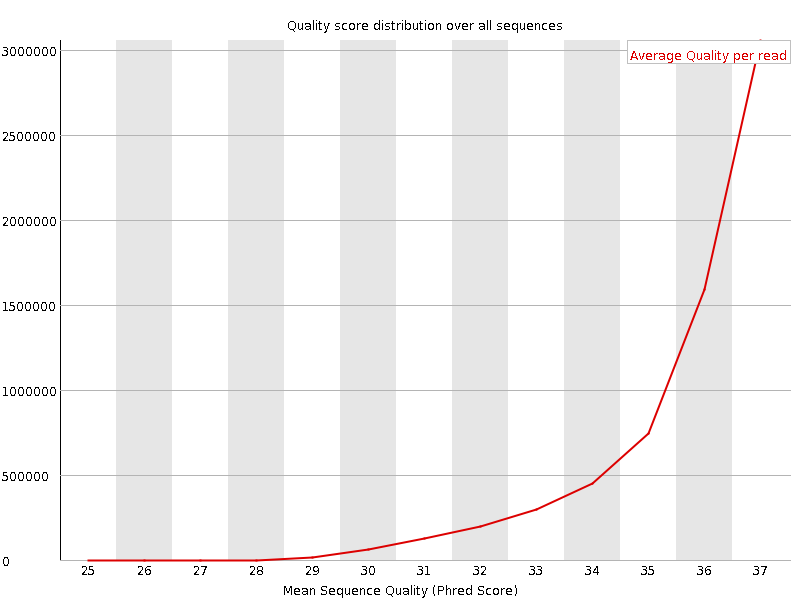 Quality score distribution over all sequences
Average Quality per read
3000000
2500000
2000000
1500000
1000000
500000
0
25 26 27 28 29 30 31 32 33 34 35 36 37
Mean Sequence Quality (Phred Score)